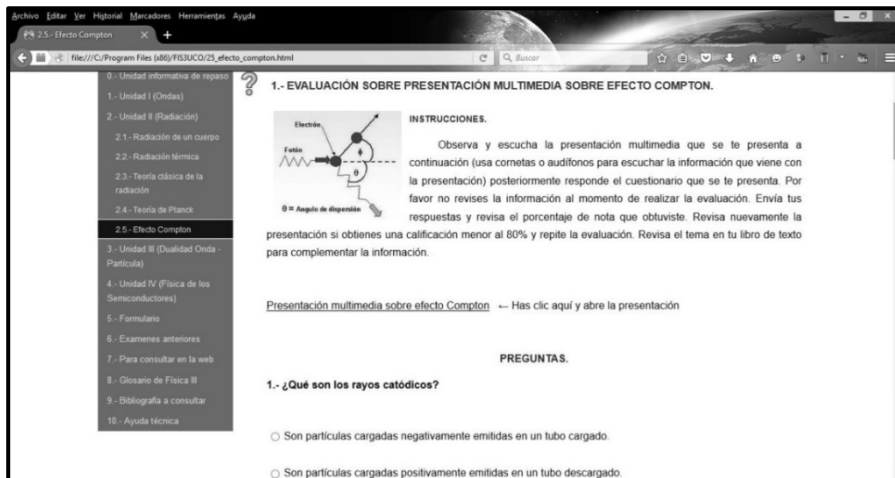 Archivo Editar Ver Historial Marcadores Herramientas Ayuda
2.5.- Efecto Compton
file:///C:/Program Files (x86)/FIS3UCO/25_efecto_compton.html
Buscar
0.- Unidad informativa de repaso
1.- Unidad I (Ondas)
2.- Unidad II (Radiación)
2.1.- Radiación de un cuerpo
2.2.- Radiación térmica
2.3.- Teoría clásica de la
radiación
2.4.- Teoría de Planck
2.5.- Efecto Compton
3.- Unidad III (Dualidad Onda -
Partícula)
4.- Unidad IV (Física de los
Semiconductores)
5.- Formulario
6.- Examenes anteriores
7.- Para consultar en la web
8.- Glosario de Física III
9.- Bibliografía a consultar
10.- Ayuda técnica
1.- EVALUACIÓN SOBRE PRESENTACIÓN MULTIMEDIA SOBRE EFECTO COMPTON.
Electrón
Fotón
ϕ
θ
θ = Angulo de dispersión
INSTRUCCIONES.
Observa y escucha la presentación multimedia que se te presenta a
continuación (usa cornetas o audífonos para escuchar la información que viene con
la presentación) posteriormente responde el cuestionario que se te presenta. Por
favor no revises la información al momento de realizar la evaluación. Envía tus
respuestas y revisa el porcentaje de nota que obtuviste. Revisa nuevamente la
presentación si obtienes una calificación menor al 80% y repite la evaluación. Revisa el tema en tu libro de texto
para complementar la información.
Presentación multimedia sobre efecto Compton ← Has clic aquí y abre la presentación
PREGUNTAS.
1.- ¿Qué son los rayos catódicos?
Son partículas cargadas negativamente emitidas en un tubo cargado.
Son partículas cargadas positivamente emitidas en un tubo descargado.